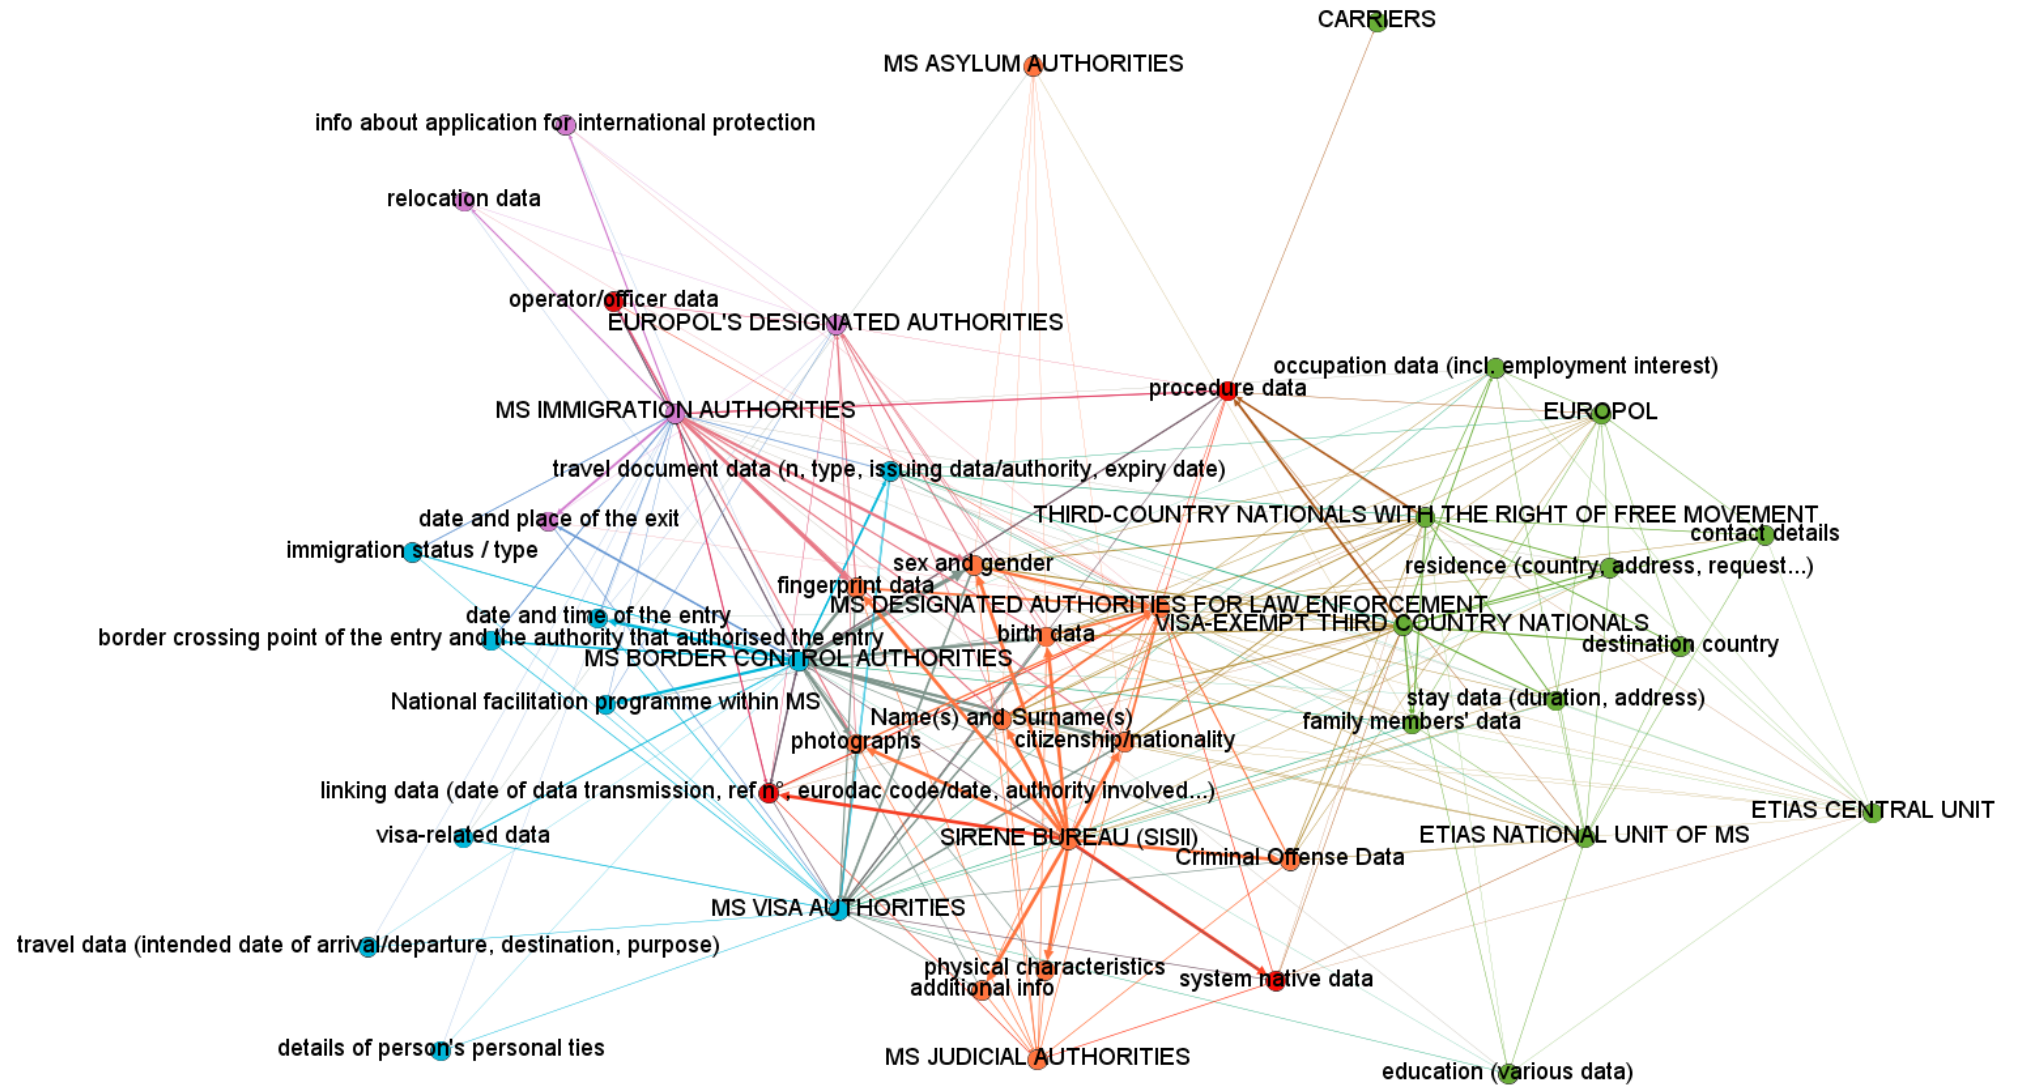 CARRIERS
MS ASYLUM AUTHORITIES
info about application for international protection
relocation data
operator/officer data
EUROPOL'S DESIGNATED AUTHORITIES
occupation data (incl. employment interest)
procedure data
MS IMMIGRATION AUTHORITIES
EUROPOL
travel document data (n, type, issuing data/authority, expiry date)
THIRD-COUNTRY NATIONALS WITH THE RIGHT OF FREE MOVEMENT
date and place of the exit
contact details
immigration status / type
sex and gender
residence (country, address, request...)
fingerprint data
MS DESIGNATED AUTHORITIES FOR LAW ENFORCEMENT
date and time of the entry
VISA-EXEMPT THIRD COUNTRY NATIONALS
birth data
border crossing point of the entry and the authority that authorised the entry
destination country
MS BORDER CONTROL AUTHORITIES
stay data (duration, address)
National facilitation programme within MS
Name(s) and Surname(s)
family members' data
photographs
citizenship/nationality
linking data (date of data transmission, ref n°, eurodac code/date, authority involved...)
ETIAS CENTRAL UNIT
visa-related data
SIRENE BUREAU (SISII)
ETIAS NATIONAL UNIT OF MS
Criminal Offense Data
MS VISA AUTHORITIES
travel data (intended date of arrival/departure, destination, purpose)
physical characteristics
system native data
additional info
details of person's personal ties
MS JUDICIAL AUTHORITIES
education (various data)